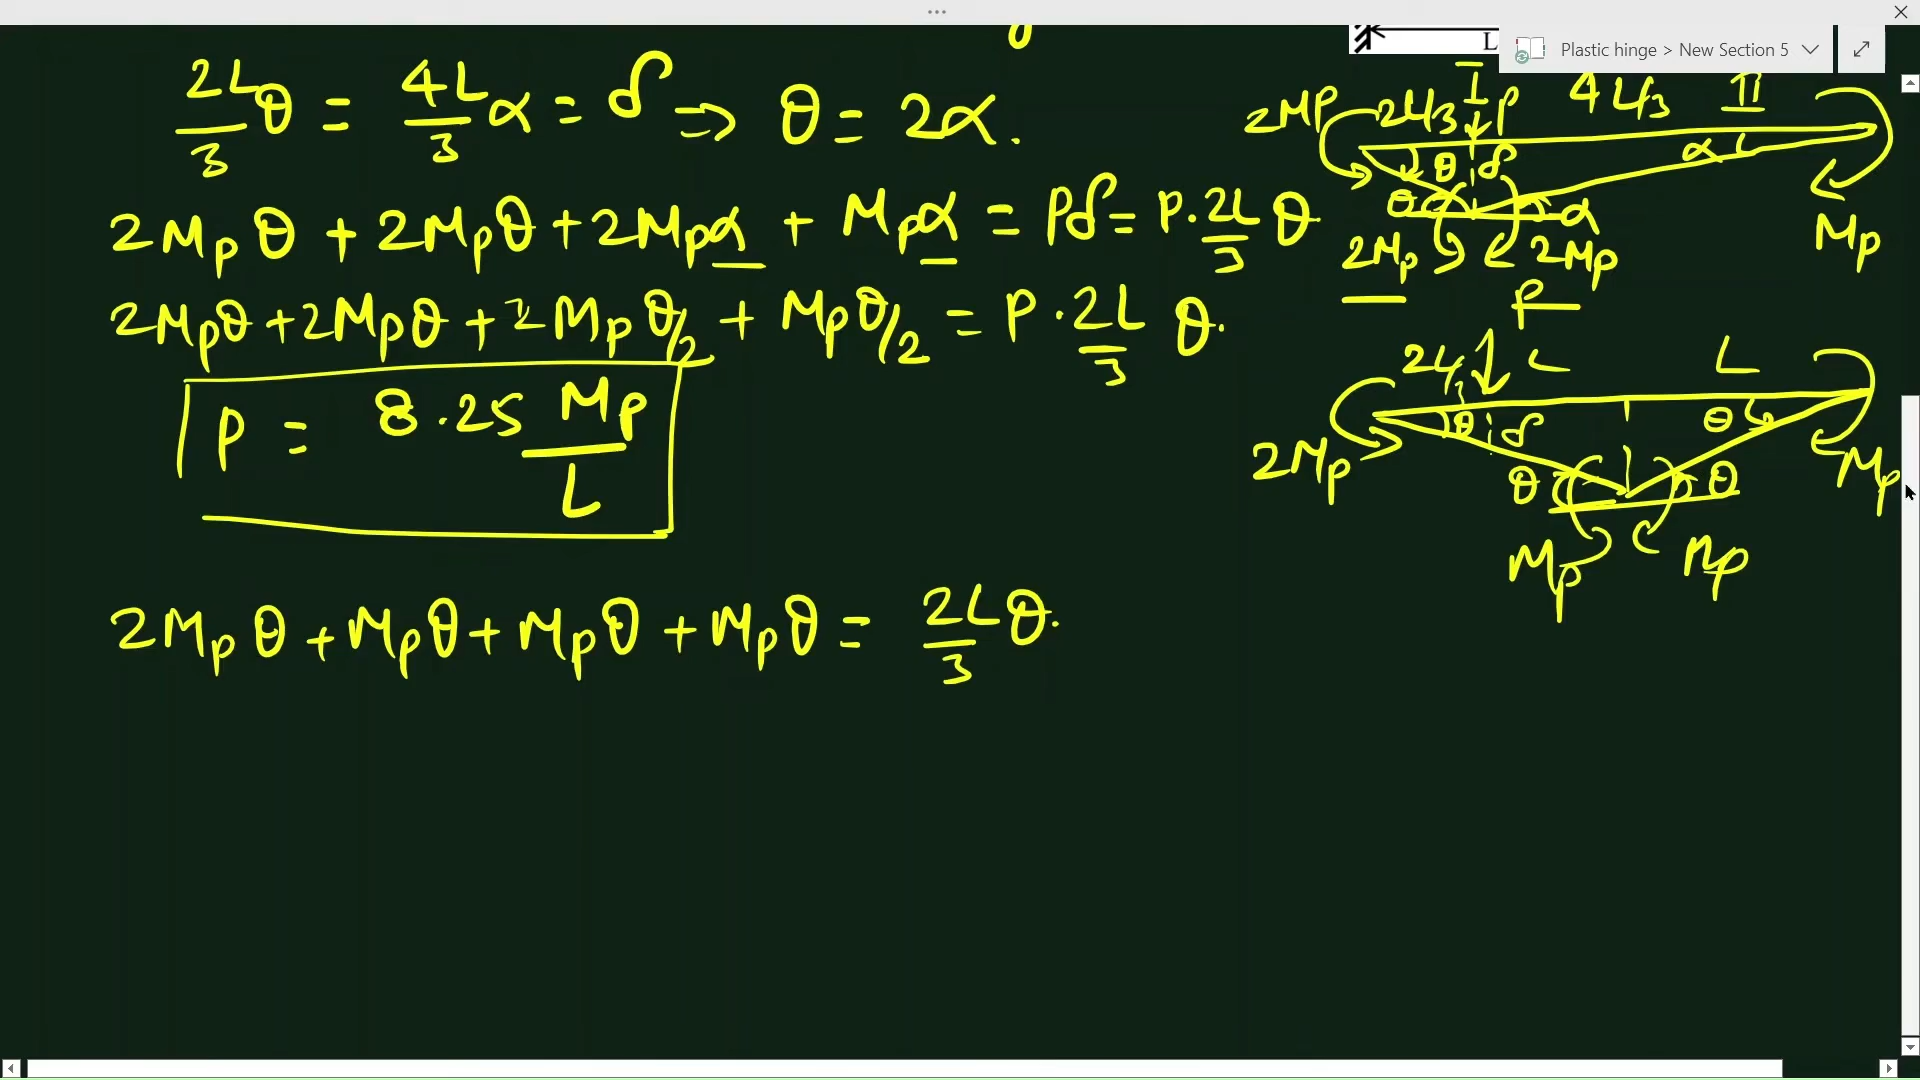 L
Plastic hinge > New Section 5
2L/3 θ = 4L/3 α = δ ⇒ θ = 2α.
2Mpθ + 2Mpθ + 2Mpα + Mpα = Pδ = P. 2L/3 θ.
2Mpθ + 2Mpθ + 2Mpθ/2 + Mpθ/2 = P. 2L/3 θ.
P = 8.25 Mp/L
2Mpθ + Mpθ + Mpθ + Mpθ = 2L/3 θ.
I II
2Mp 2L/3 P 4L/3
θ δ α
θ α Mp
2Mp 2Mp
P
2L/3 L L
θ δ θ
2Mp θ θ Mp
Mp Mp